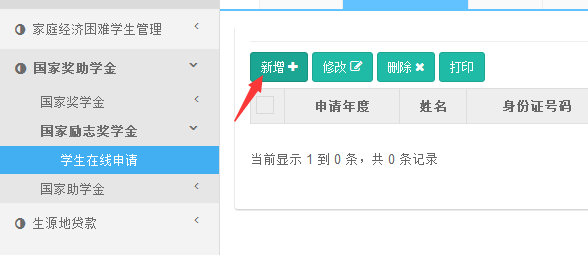 家庭经济困难学生管理
国家奖助学金
国家奖学金
国家励志奖学金
学生在线申请
国家助学金
生源地贷款
新增 修改 删除 打印
申请年度 姓名 身份证号码
当前显示 1 到 0 条，共 0 条记录